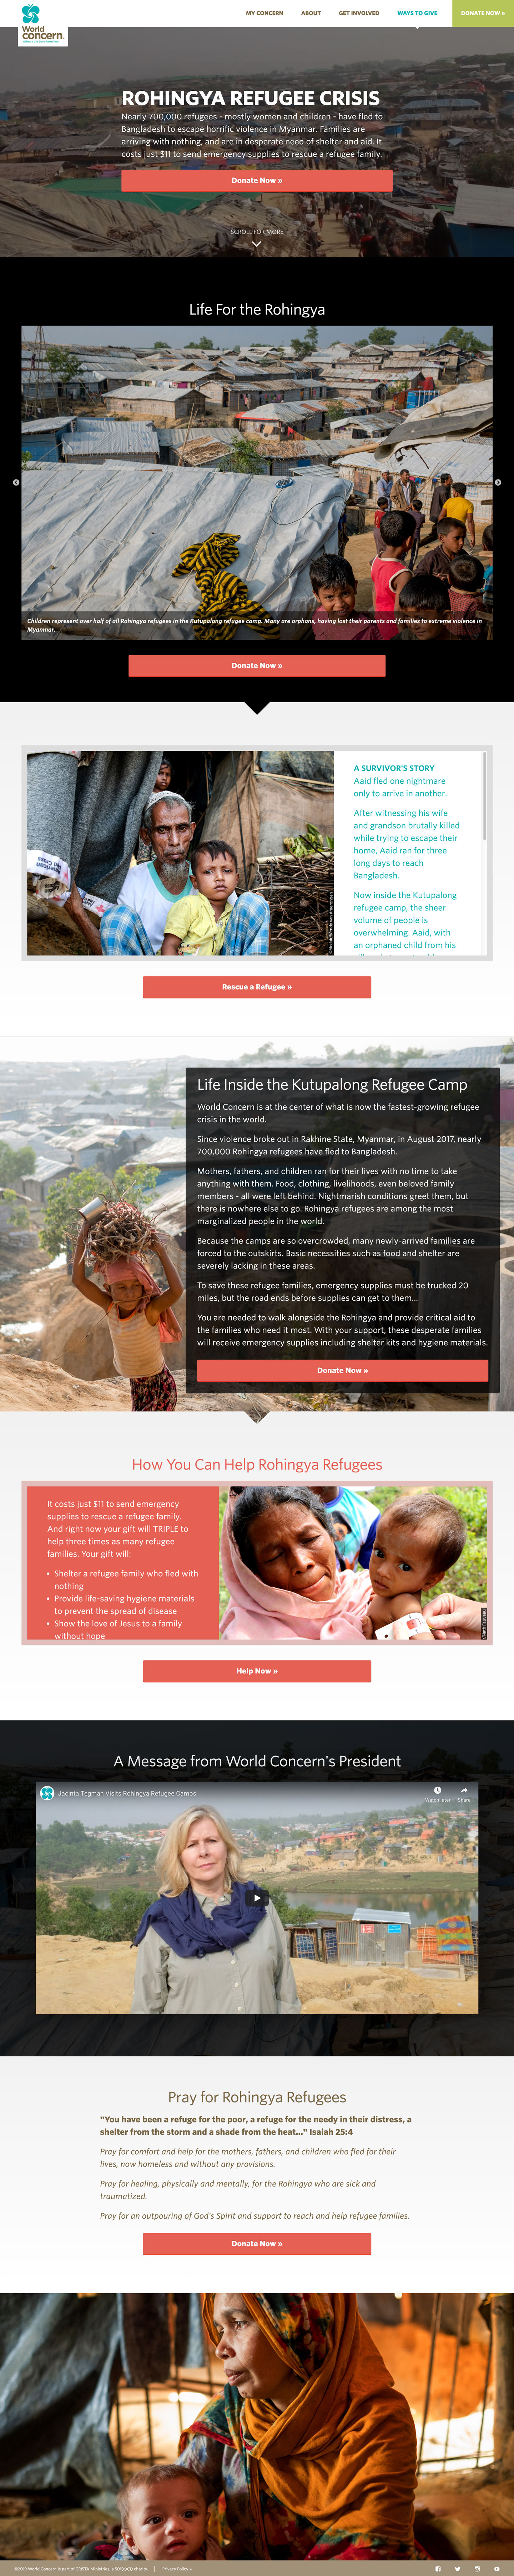 World
concern.
MY CONCERN
ABOUT
GET INVOLVED
WAYS TO GIVE
DONATE NOW »
ROHINGYA REFUGEE CRISIS
Nearly 700,000 refugees - mostly women and children - have fled to
Bangladesh to escape horrific violence in Myanmar. Families are
arriving with nothing, and are in desperate need of shelter and aid. It
costs just $11 to send emergency supplies to rescue a refugee family.
Donate Now »
SCROLL FOR MORE
Life For the Rohingya
Children represent over half of all Rohingya refugees in the Kutupalong refugee camp. Many are orphans, having lost their parents and families to extreme violence in
Myanmar.
Donate Now »
A SURVIVOR'S STORY
Aaid fled one nightmare
only to arrive in another.
After witnessing his wife
and grandson brutally killed
while trying to escape their
home, Aaid ran for three
long days to reach
Bangladesh.
Now inside the Kutupalong
refugee camp, the sheer
volume of people is
overwhelming. Aaid, with
an orphaned child from his
Rescue a Refugee »
Life Inside the Kutupalong Refugee Camp
World Concern is at the center of what is now the fastest-growing refugee
crisis in the world.
Since violence broke out in Rakhine State, Myanmar, in August 2017, nearly
700,000 Rohingya refugees have fled to Bangladesh.
Mothers, fathers, and children ran for their lives with no time to take
anything with them. Food, clothing, livelihoods, even beloved family
members - all were left behind. Nightmarish conditions greet them, but
there is nowhere else to go. Rohingya refugees are among the most
marginalized people in the world.
Because the camps are so overcrowded, many newly-arrived families are
forced to the outskirts. Basic necessities such as food and shelter are
severely lacking in these areas.
To save these refugee families, emergency supplies must be trucked 20
miles, but the road ends before supplies can get to them...
You are needed to walk alongside the Rohingya and provide critical aid to
the families who need it most. With your support, these desperate families
will receive emergency supplies including shelter kits and hygiene materials.
Donate Now »
How You Can Help Rohingya Refugees
It costs just $11 to send emergency
supplies to rescue a refugee family.
And right now your gift will TRIPLE to
help three times as many refugee
families. Your gift will:
• Shelter a refugee family who fled with
nothing
• Provide life-saving hygiene materials
to prevent the spread of disease
• Show the love of Jesus to a family
without hope
Help Now »
A Message from World Concern's President
Jacinta Tegman Visits Rohingya Refugee Camps
Watch later
Share
Pray for Rohingya Refugees
"You have been a refuge for the poor, a refuge for the needy in their distress, a
shelter from the storm and a shade from the heat..." Isaiah 25:4
Pray for comfort and help for the mothers, fathers, and children who fled for their
lives, now homeless and without any provisions.
Pray for healing, physically and mentally, for the Rohingya who are sick and
traumatized.
Pray for an outpouring of God's Spirit and support to reach and help refugee families.
Donate Now »
©2018 World Concern is part of CRISTA Ministries, a 501(c)(3) charity.
Privacy Policy »